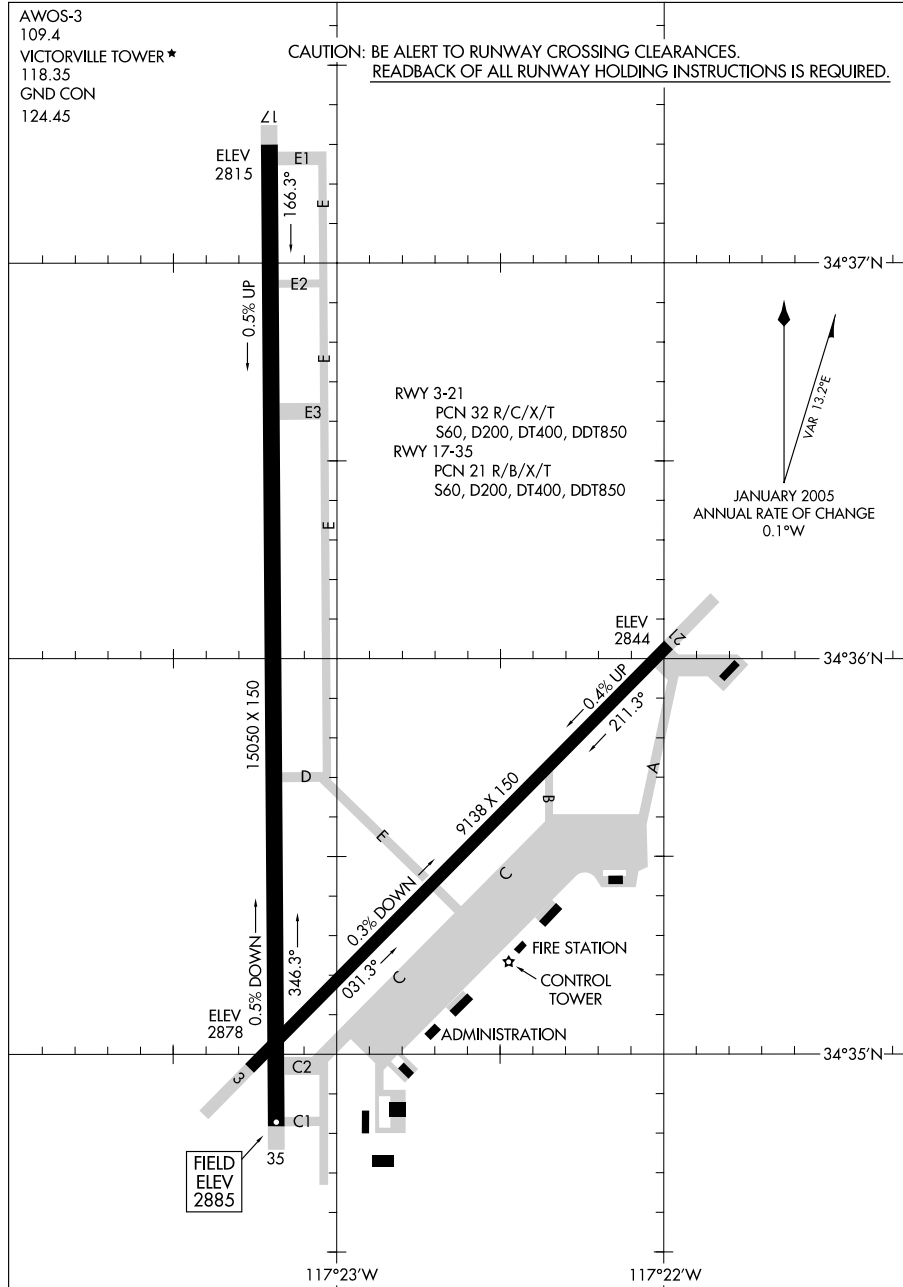 AWOS-3
109.4
VICTORVILLE TOWER★
118.35
GND CON
124.45
CAUTION: BE ALERT TO RUNWAY CROSSING CLEARANCES.
READBACK OF ALL RUNWAY HOLDING INSTRUCTIONS IS REQUIRED.
17
ELEV
2815
E1
166.3°
E
34°37'N
E2
0.5% UP
E
E3
RWY 3-21
PCN 32 R/C/X/T
S60, D200, DT400, DDT850
RWY 17-35
PCN 21 R/B/X/T
S60, D200, DT400, DDT850
VAR 13.2°E
JANUARY 2005
ANNUAL RATE OF CHANGE
0.1°W
E
ELEV
2844
21
34°36'N
0.4% UP
211.3°
15050 X 150
D
A
B
9138 X 150
E
C
0.3% DOWN
031.3°
C
0.5% DOWN
346.3°
FIRE STATION
CONTROL
TOWER
ADMINISTRATION
ELEV
2878
34°35'N
3
C2
C1
35
FIELD
ELEV
2885
117°23'W
117°22'W